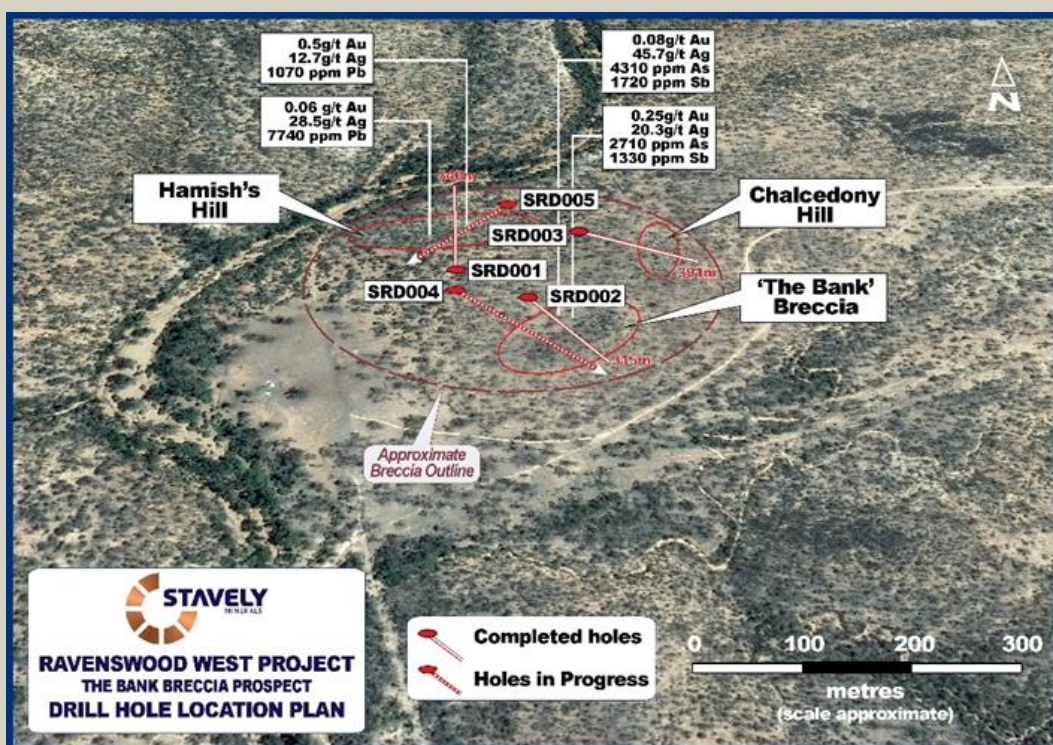 0.5g/t Au
12.7g/t Ag
1070 ppm Pb
0.06 g/t Au
28.5g/t Ag
7740 ppm Pb
0.08g/t Au
45.7g/t Ag
4310 ppm As
1720 ppm Sb
0.25g/t Au
20.3g/t Ag
2710 ppm As
1330 ppm Sb
N
Hamish's
Hill
Chalcedony
Hill
SRD005
SRD003
SRD001
SRD004
SRD002
'The Bank'
Breccia
Approximate
Breccia Outline
STAVELY
MINERALS
RAVENSWOOD WEST PROJECT
THE BANK BRECCIA PROSPECT
DRILL HOLE LOCATION PLAN
Completed holes
Holes in Progress
0 100 200 300
metres
(scale approximate)